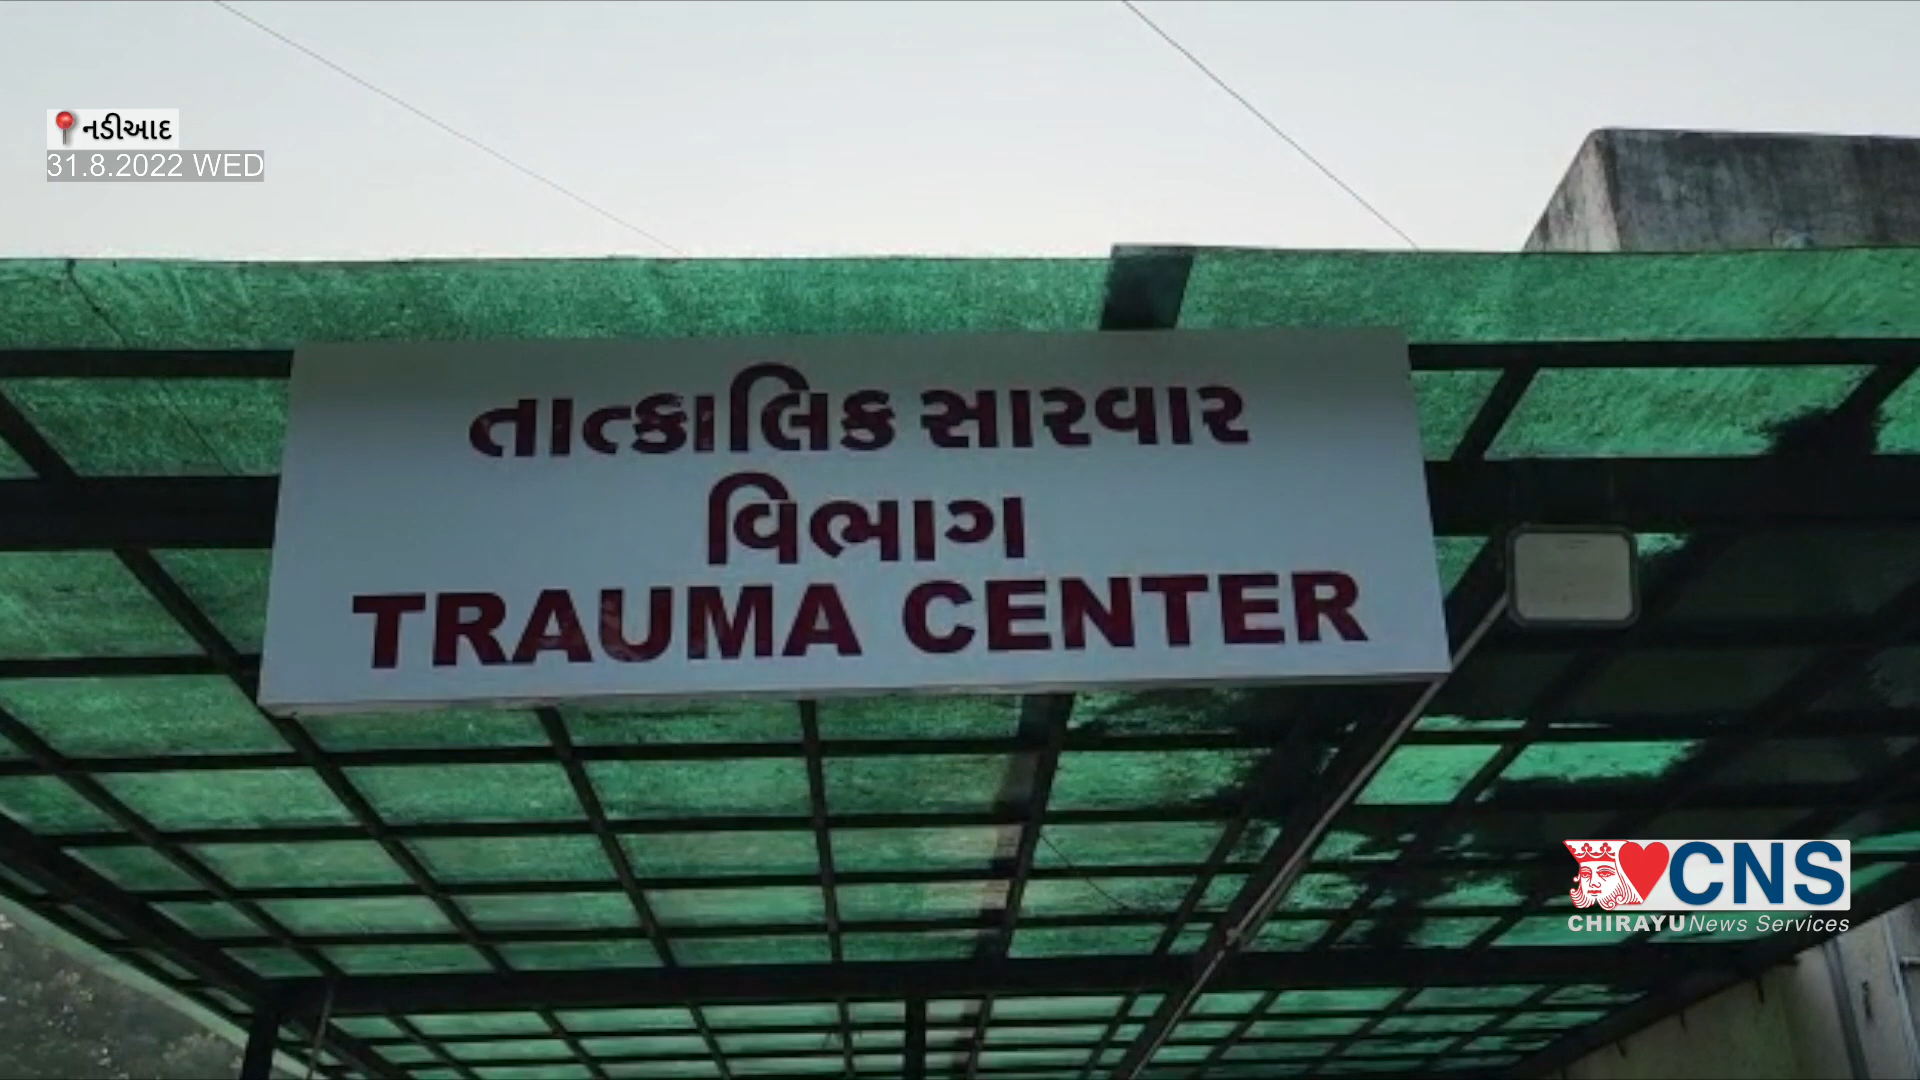 નડીઆદ
31.8.2022 WED
તાત્કાલિક સારવાર
વિભાગ
TRAUMA CENTER
CNS
CHIRAYU News Services